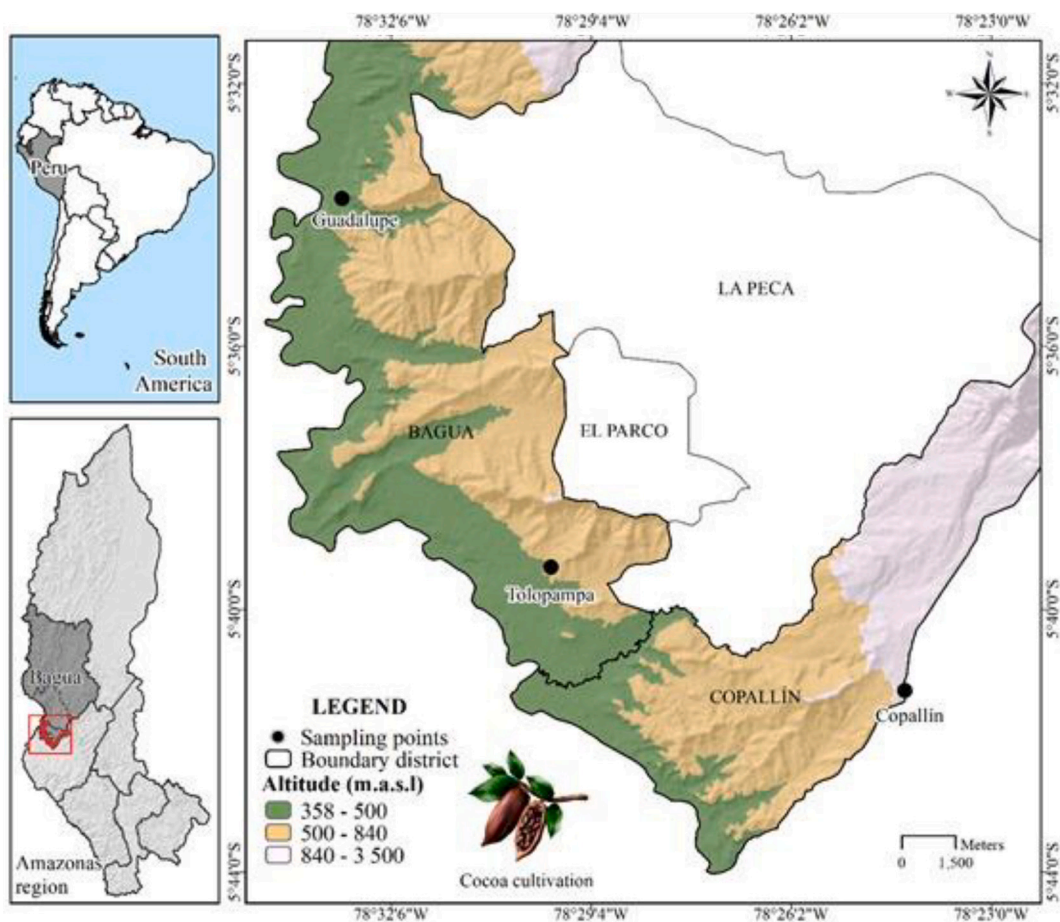 Peru
South
America
Bagua
Amazonas
region
78°32'6"W
78°29'4"W
78°26'2"W
78°23'0"W
5°32'0"S
5°32'0"S
N
W
E
S
Guadalupe
LA PECA
5°36'0"S
5°36'0"S
BAGUA
EL PARCO
Tolopampa
5°40'0"S
5°40'0"S
COPALLÍN
Copallín
LEGEND
Sampling points
Boundary district
Altitude (m.a.s.l)
358 - 500
500 - 840
840 - 3 500
Cocoa cultivation
Meters
0 1,500
5°44'0"S
5°44'0"S
78°32'6"W
78°29'4"W
78°26'2"W
78°23'0"W